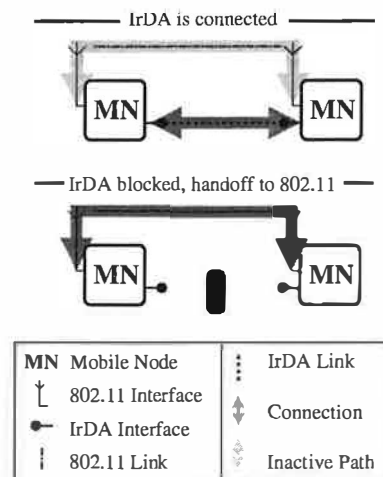 IrDA is connected
MN MN
IrDA blocked, handoff to 802.11
MN MN
MN Mobile Node
802.11 Interface
IrDA Interface
802.11 Link
IrDA Link
Connection
Inactive Path